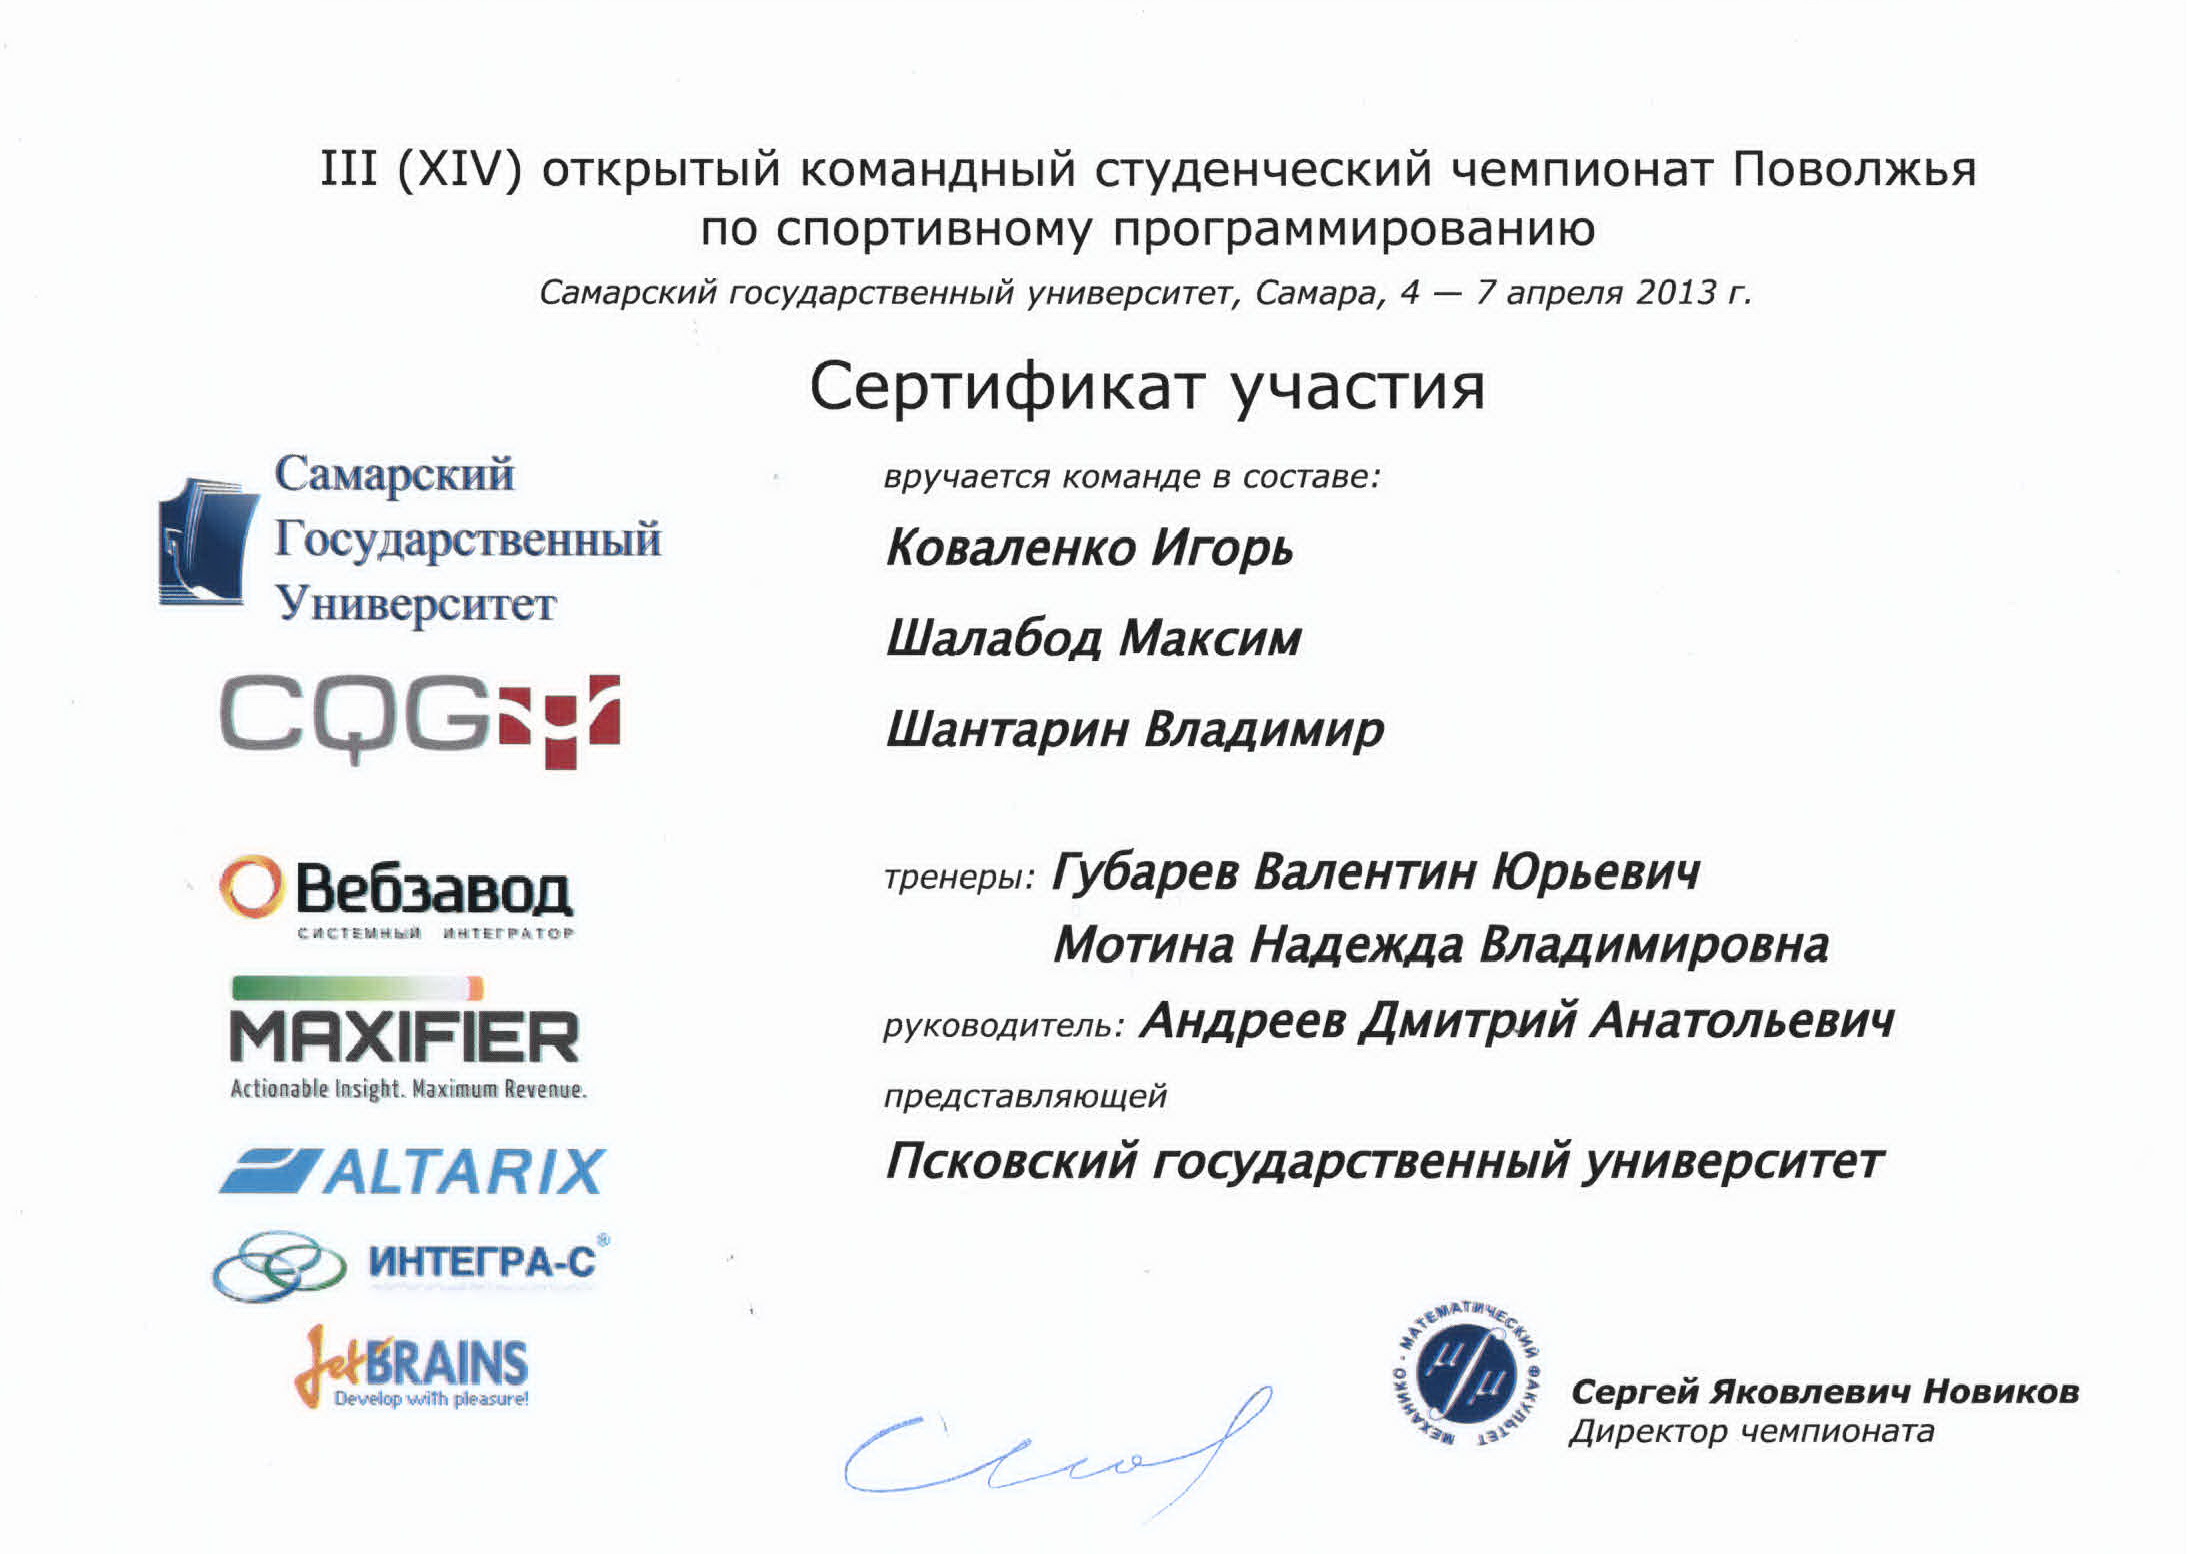 III (XIV) открытый командный студенческий чемпионат Поволжья
по спортивному программированию
Самарский государственный университет, Самара, 4 — 7 апреля 2013 г.
Сертификат участия
Самарский
Государственный
Университет
CQG
Вебзавод
СИСТЕМНЫЙ ИНТЕГРАТОР
MAXIFIER
Actionable Insight. Maximum Revenue.
ALTARIX
ИНТЕГРА-С®
JetBRAINS
Develop with pleasure!
вручается команде в составе:
Коваленко Игорь
Шалабод Максим
Шантарин Владимир
тренеры: Губарев Валентин Юрьевич
Мотина Надежда Владимировна
руководитель: Андреев Дмитрий Анатольевич
представляющей
Псковский государственный университет
МЕХАНИКО - МАТЕМАТИЧЕСКИЙ ФАКУЛЬТЕТ
μ μ
Сергей Яковлевич Новиков
Директор чемпионата